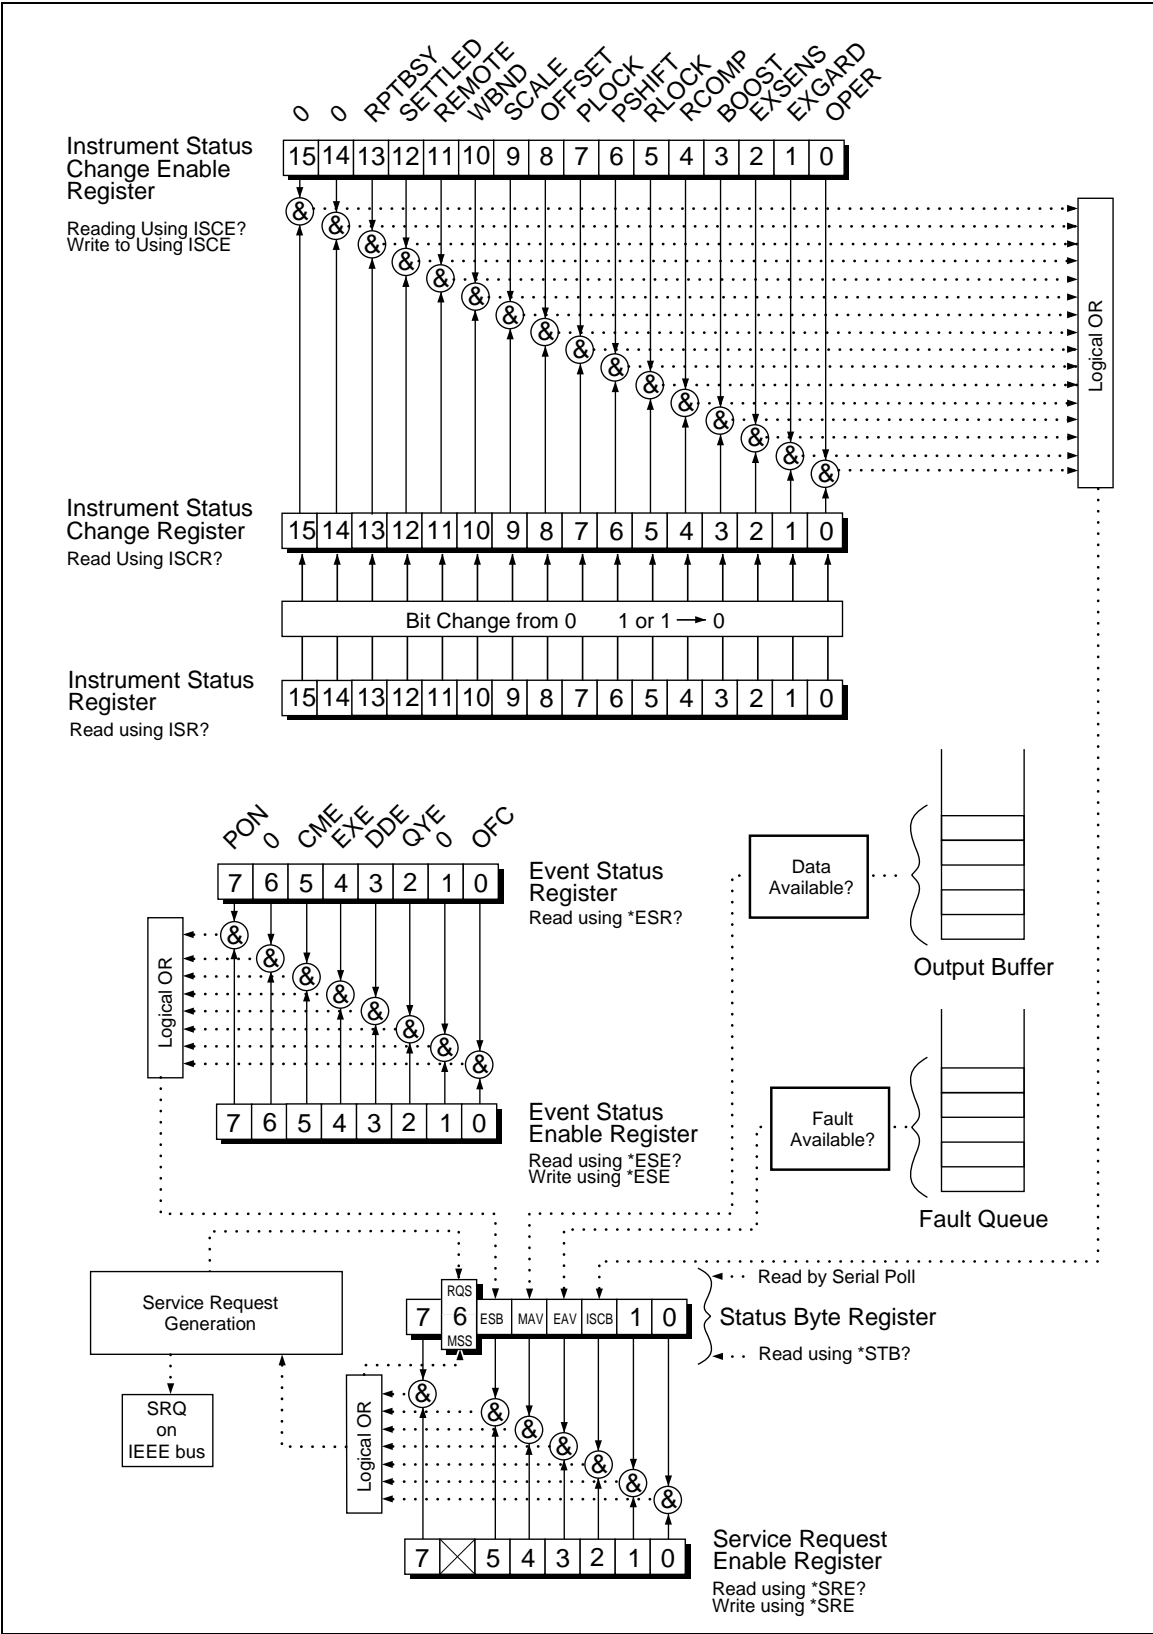 0 0 RPTBSY SETTLED REMOTE WBND SCALE OFFSET PLOCK PSHIFT RLOCK RCOMP BOOST EXSENS EXGARD OPER
Instrument Status
Change Enable
Register
15 14 13 12 11 10 9 8 7 6 5 4 3 2 1 0
Reading Using ISCE?
Write to Using ISCE
& & & & & & & & & & & & & & & &
Logical OR
Instrument Status
Change Register
Read Using ISCR?
15 14 13 12 11 10 9 8 7 6 5 4 3 2 1 0
Bit Change from 0 1 or 1 → 0
Instrument Status
Register
Read using ISR?
15 14 13 12 11 10 9 8 7 6 5 4 3 2 1 0
PON 0 CME EXE DDE QYE 0 OFC
7 6 5 4 3 2 1 0
Event Status
Register
Read using *ESR?
& & & & & & & &
Logical OR
7 6 5 4 3 2 1 0
Event Status
Enable Register
Read using *ESE?
Write using *ESE
Data
Available?
Output Buffer
Fault
Available?
Fault Queue
Service Request
Generation
SRQ
on
IEEE bus
RQS
7 6 ESB MAV EAV ISCB 1 0
MSS
Read by Serial Poll
Status Byte Register
Read using *STB?
& & & & & & &
Logical OR
7 5 4 3 2 1 0
Service Request
Enable Register
Read using *SRE?
Write using *SRE